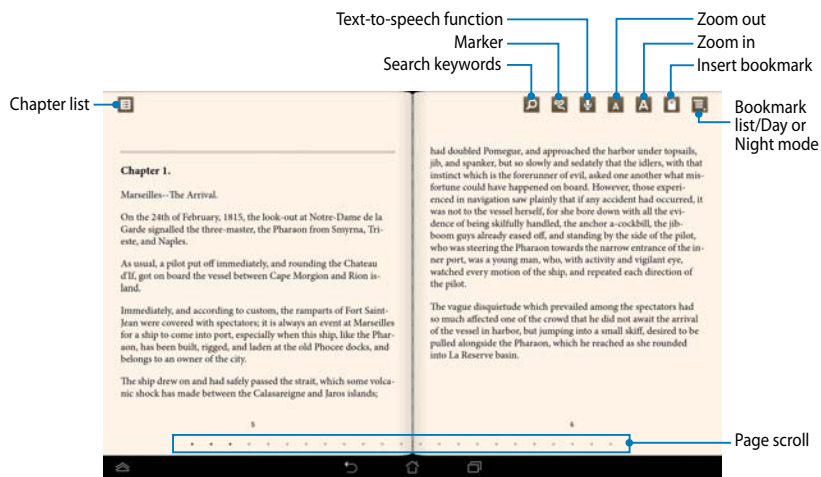 Text-to-speech function
Marker
Search keywords
Zoom out
Zoom in
Insert bookmark
Chapter list
Bookmark
list/Day or
Night mode
Chapter 1.
Marseilles--The Arrival.
On the 24th of February, 1815, the look-out at Notre-Dame de la
Garde signalled the three-master, the Pharaon from Smyrna, Tri-
este, and Naples.
As usual, a pilot put off immediately, and rounding the Chateau
d'If, got on board the vessel between Cape Morgion and Rion is-
land.
Immediately, and according to custom, the ramparts of Fort Saint-
Jean were covered with spectators; it is always an event at Marseilles
for a ship to come into port, especially when this ship, like the Phar-
aon, has been built, rigged, and laden at the old Phocee docks, and
belongs to an owner of the city.
The ship drew on and had safely passed the strait, which some volca-
nic shock has made between the Calasareigne and Jaros islands;
5
had doubled Pomegue, and approached the harbor under topsails,
jib, and spanker, but so slowly and sedately that the idlers, with that
instinct which is the forerunner of evil, asked one another what mis-
fortune could have happened on board. However, those experi-
enced in navigation saw plainly that if any accident had occurred, it
was not to the vessel herself, for she bore down with all the evi-
dence of being skilfully handled, the anchor a-cockbill, the jib-
boom guys already eased off, and standing by the side of the pilot,
who was steering the Pharaon towards the narrow entrance of the in-
ner port, was a young man, who, with activity and vigilant eye,
watched every motion of the ship, and repeated each direction of
the pilot.
The vague disquietude which prevailed among the spectators had
so much affected one of the crowd that he did not await the arrival
of the vessel in harbor, but jumping into a small skiff, desired to be
pulled alongside the Pharaon, which he reached as she rounded
into La Reserve basin.
6
Page scroll